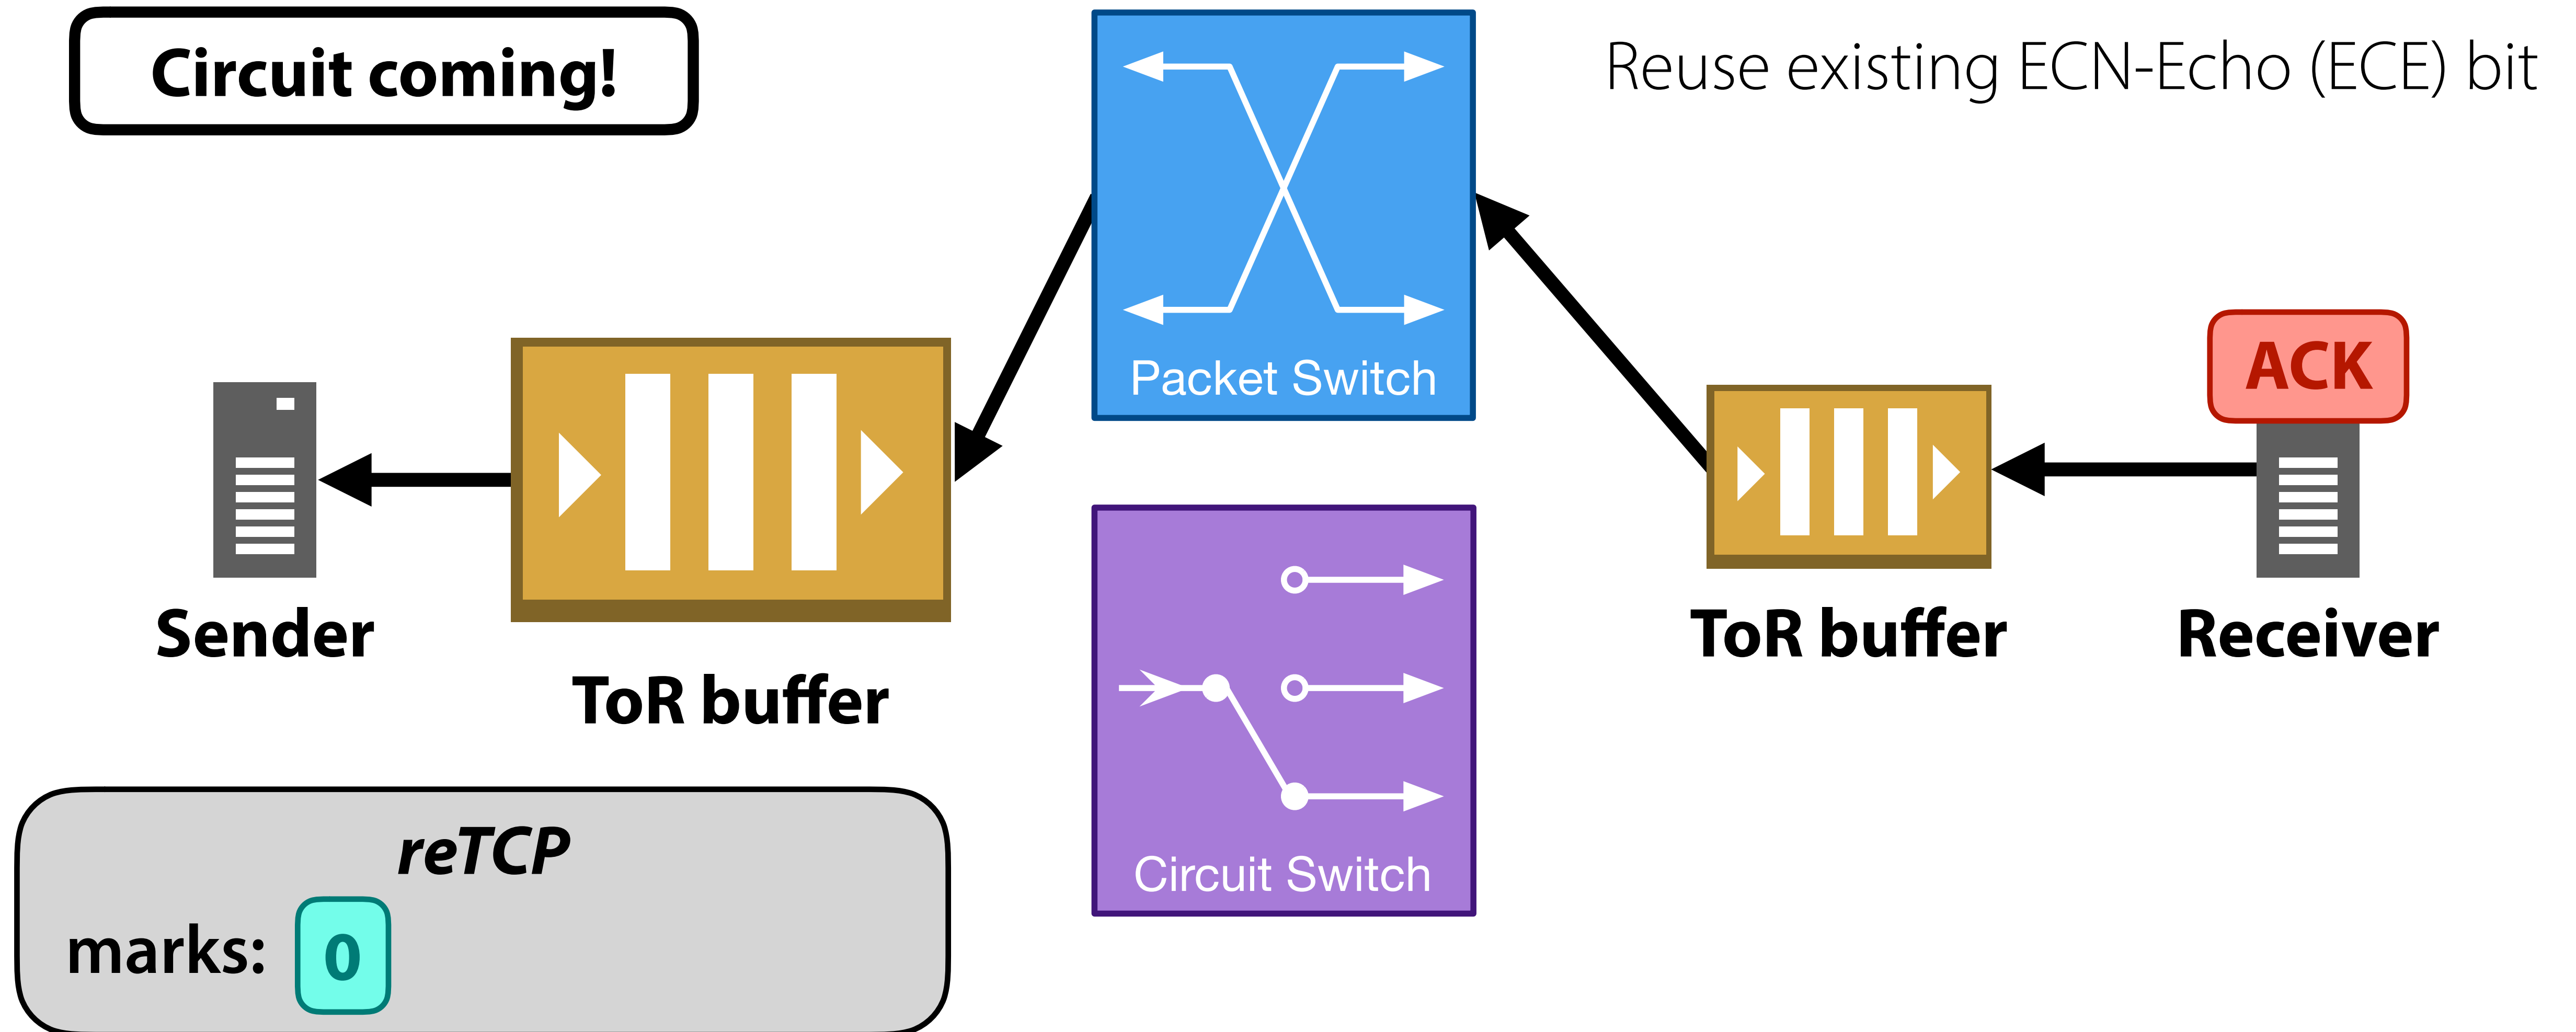 Circuit coming!
Reuse existing ECN-Echo (ECE) bit
Packet Switch
ACK
Sender
ToR buffer
ToR buffer
Receiver
Circuit Switch
reTCP
marks: 0